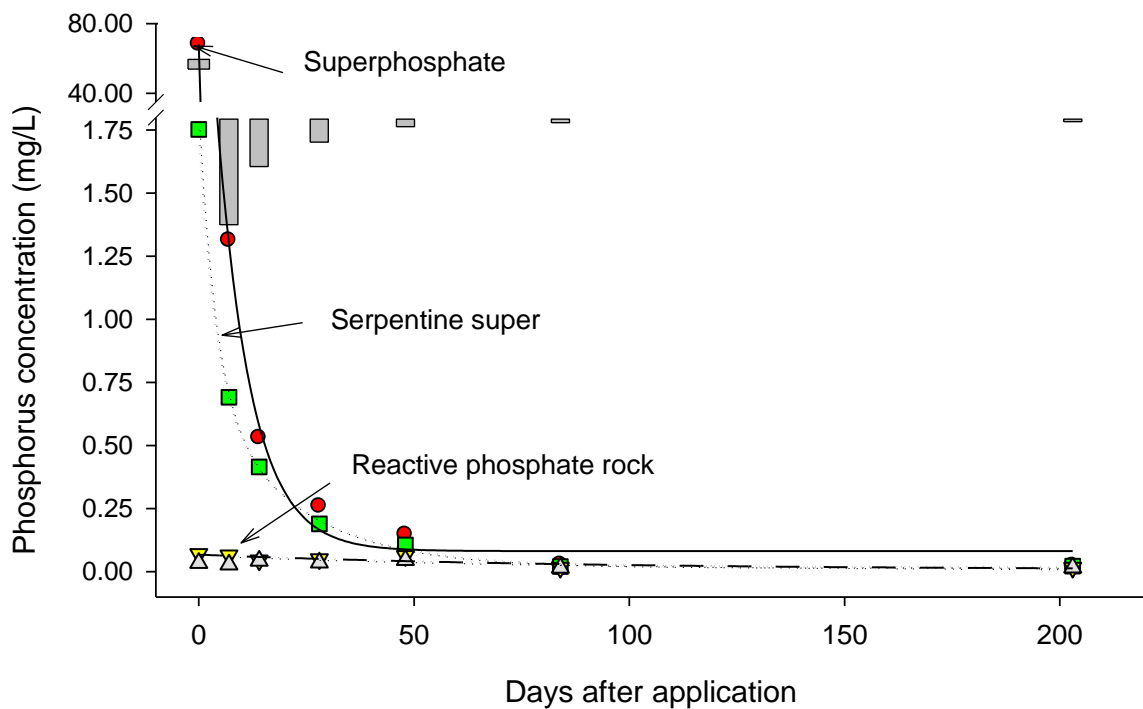 80.00
Superphosphate
40.00
1.75
1.50
1.25
1.00
Serpentine super
0.75
0.50
Reactive phosphate rock
0.25
0.00
Phosphorus concentration (mg/L)
0 50 100 150 200
Days after application